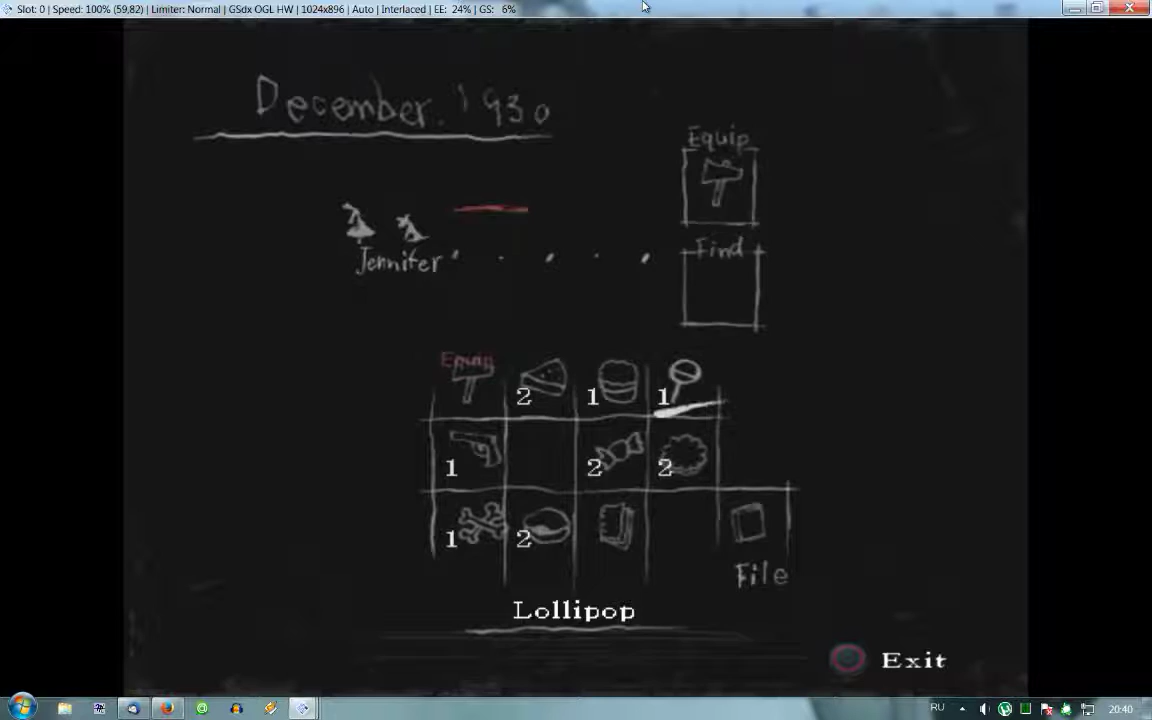 Slot: 0 | Speed: 100% (59,82) | Limiter: Normal | GSdx OGL HW | 1024x896 | Auto | Interlaced | EE: 24% | GS: 6%
December. 1930
Equip
Find
Jennifer
Equip
2 1 1
1 2 2
1 2
File
Lollipop
Exit
RU 20:40